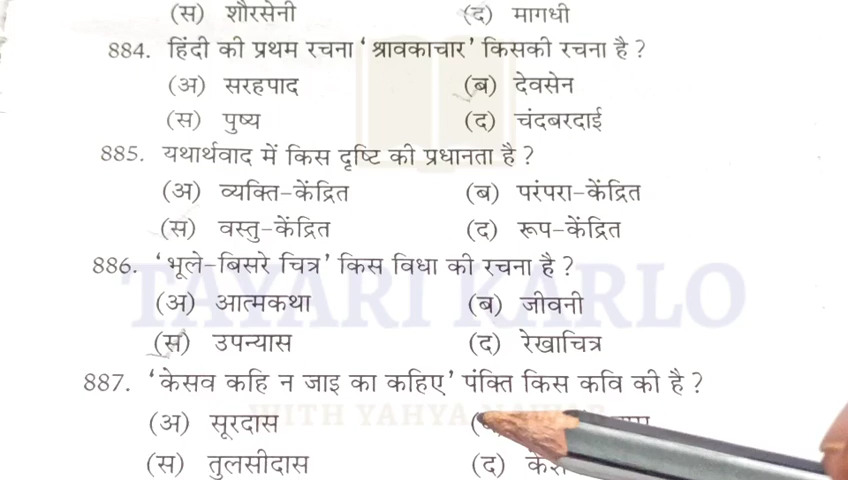 (स) शौरसेनी (द) मागधी
884. हिंदी की प्रथम रचना ‘श्रावकाचार’ किसकी रचना है ?
(अ) सरहपाद (ब) देवसेन
(स) पुष्य (द) चंदबरदाई
885. यथार्थवाद में किस दृष्टि की प्रधानता है ?
(अ) व्यक्ति-केंद्रित (ब) परंपरा-केंद्रित
(स) वस्तु-केंद्रित (द) रूप-केंद्रित
886. ‘भूले-बिसरे चित्र’ किस विधा की रचना है ?
(अ) आत्मकथा (ब) जीवनी
TAYARI KARLO
(स) उपन्यास (द) रेखाचित्र
887. ‘केसव कहि न जाइ का कहिए’ पंक्ति किस कवि की है ?
WITH YAHYA
(अ) सूरदास
(स) तुलसीदास (द)